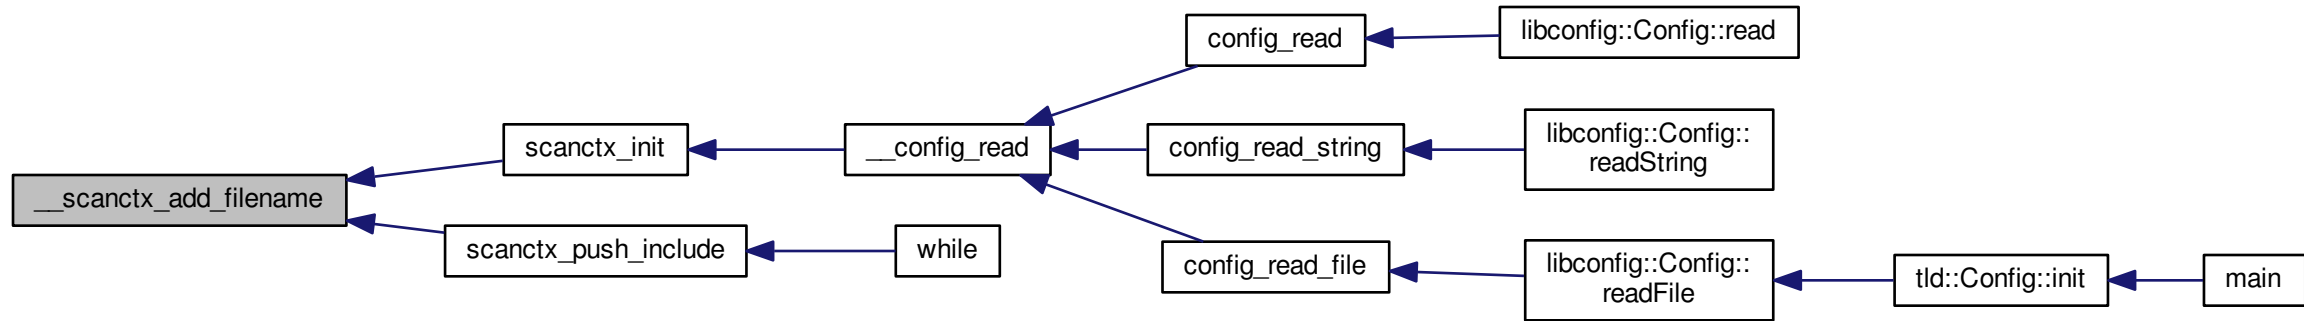 config_read
libconfig::Config::read
scanctx_init
__config_read
config_read_string
libconfig::Config::
readString
__scanctx_add_filename
scanctx_push_include
while
config_read_file
libconfig::Config::
readFile
tld::Config::init
main